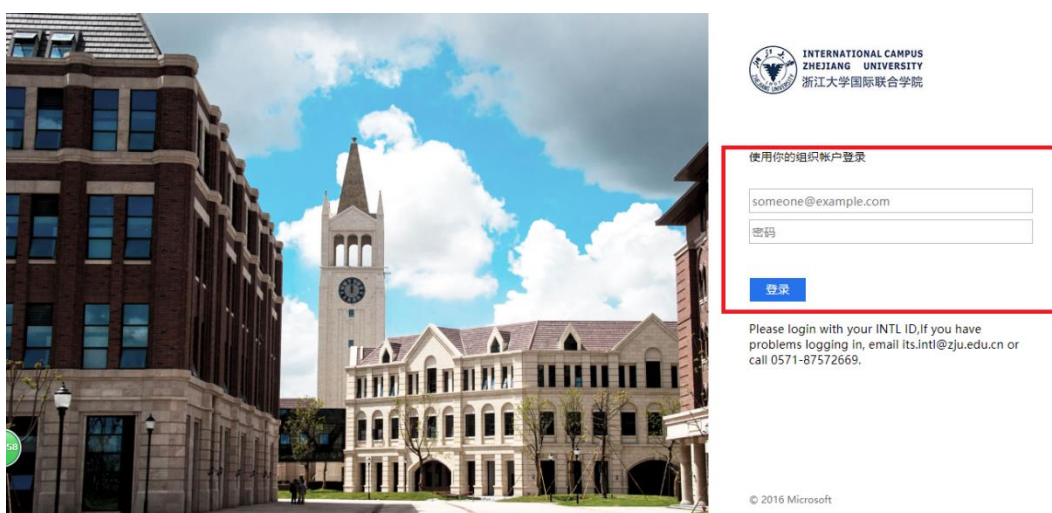 INTERNATIONAL CAMPUS
ZHEJIANG UNIVERSITY
浙江大学国际联合学院
使用你的组织帐户登录
someone@example.com
密码
登录
Please login with your INTL ID,If you have
problems logging in, email its.intl@zju.edu.cn or
call 0571-87572669.
58
© 2016 Microsoft